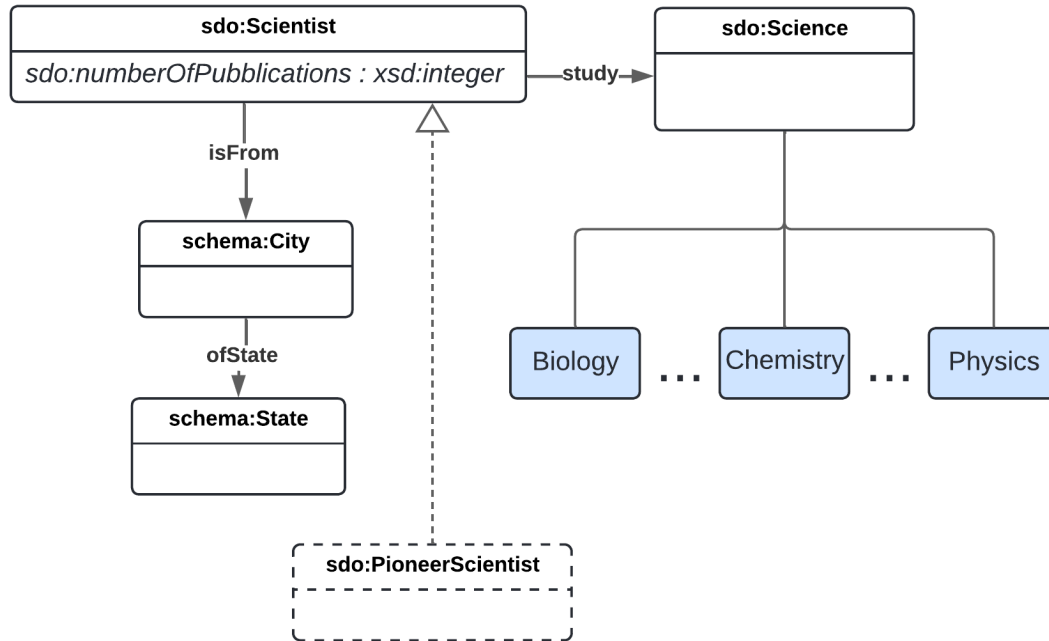 sdo:Scientist
sdo:numberOfPubblications : xsd:integer
study
sdo:Science
isFrom
schema:City
ofState
schema:State
Biology
...
Chemistry
...
Physics
sdo:PioneerScientist